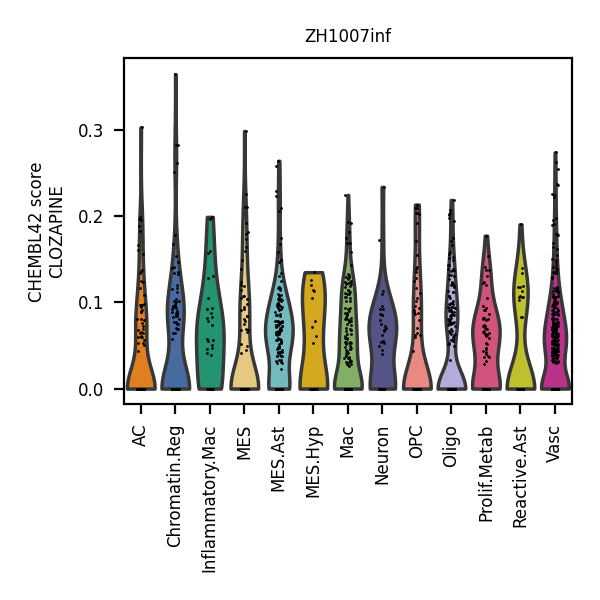 ZH1007inf
CHEMBL42 score
CLOZAPINE
0.3
0.2
0.1
0.0
AC
Chromatin.Reg
Inflammatory.Mac
MES
MES.Ast
MES.Hyp
Mac
Neuron
OPC
Oligo
Prolif.Metab
Reactive.Ast
Vasc